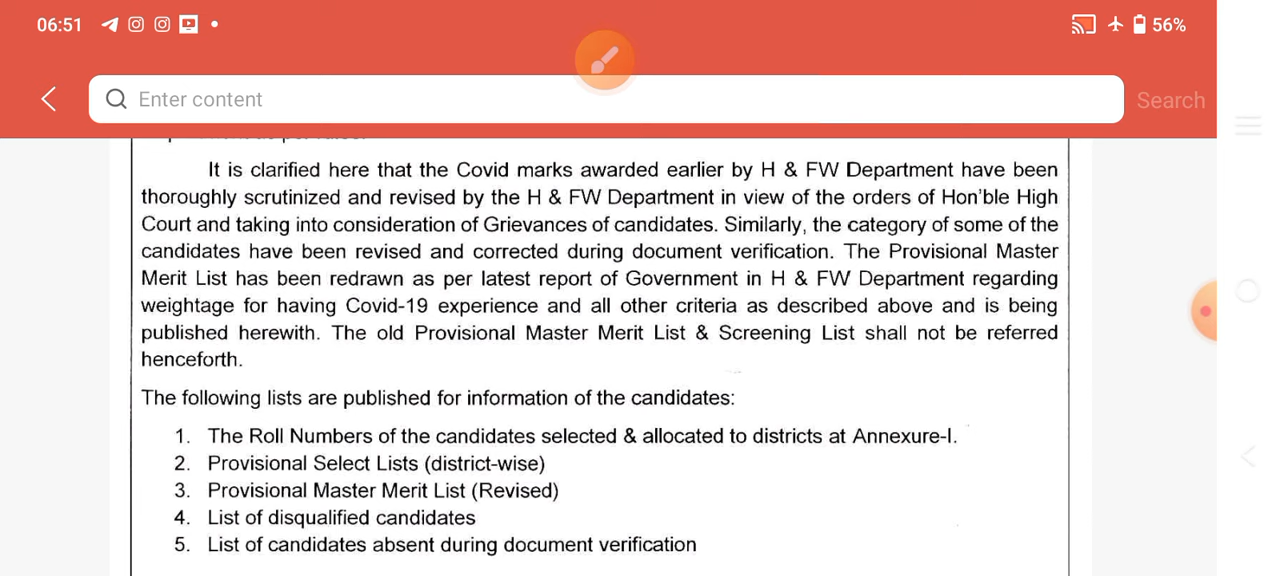 06:51
56%
Enter content
Search
It is clarified here that the Covid marks awarded earlier by H & FW Department have been
thoroughly scrutinized and revised by the H & FW Department in view of the orders of Hon'ble High
Court and taking into consideration of Grievances of candidates. Similarly, the category of some of the
candidates have been revised and corrected during document verification. The Provisional Master
Merit List has been redrawn as per latest report of Government in H & FW Department regarding
weightage for having Covid-19 experience and all other criteria as described above and is being
published herewith. The old Provisional Master Merit List & Screening List shall not be referred
henceforth.
The following lists are published for information of the candidates:
1. The Roll Numbers of the candidates selected & allocated to districts at Annexure-I.
2. Provisional Select Lists (district-wise)
3. Provisional Master Merit List (Revised)
4. List of disqualified candidates
5. List of candidates absent during document verification